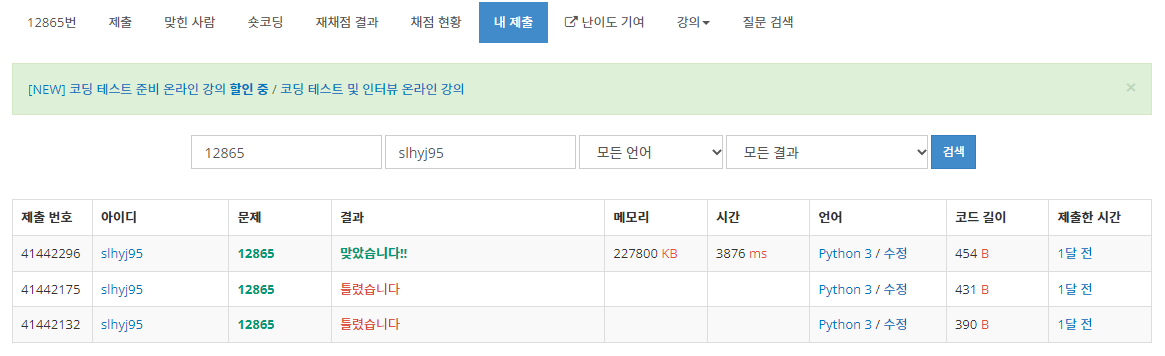 12865번 제출 맞힌 사람 숏코딩 재채점 결과 채점 현황 내 제출 난이도 기여 강의 질문 검색
[NEW] 코딩 테스트 준비 온라인 강의 할인 중 / 코딩 테스트 및 인터뷰 온라인 강의 ×
12865 slhyj95 모든 언어 모든 결과 검색
제출 번호 아이디 문제 결과 메모리 시간 언어 코드 길이 제출한 시간
41442296 slhyj95 12865 맞았습니다!! 227800 KB 3876 ms Python 3 / 수정 454 B 1달 전
41442175 slhyj95 12865 틀렸습니다 Python 3 / 수정 431 B 1달 전
41442132 slhyj95 12865 틀렸습니다 Python 3 / 수정 390 B 1달 전